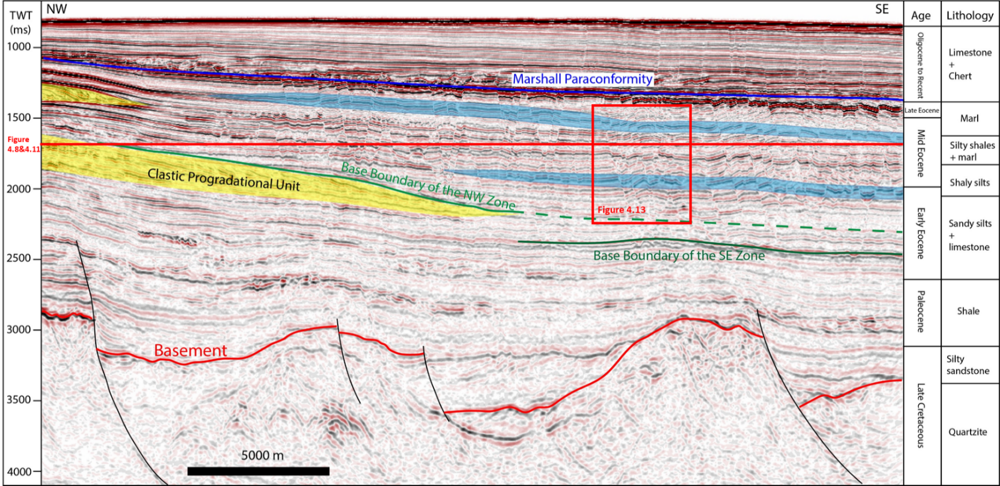 TWT
(ms)
NW
SE
Age
Lithology
1000
1500
2000
2500
3000
3500
4000
Figure
4.8&4.11
Marshall Paraconformity
Clastic Progradational Unit
Base Boundary of the NW Zone
Figure 4.13
Base Boundary of the SE Zone
Basement
5000 m
Oligocene to Recent
Late Eocene
Mid Eocene
Early Eocene
Paleocene
Late Cretaceous
Limestone
+
Chert
Marl
Silty shales
+ marl
Shaly silts
Sandy silts
+
limestone
Shale
Silty
sandstone
Quartzite